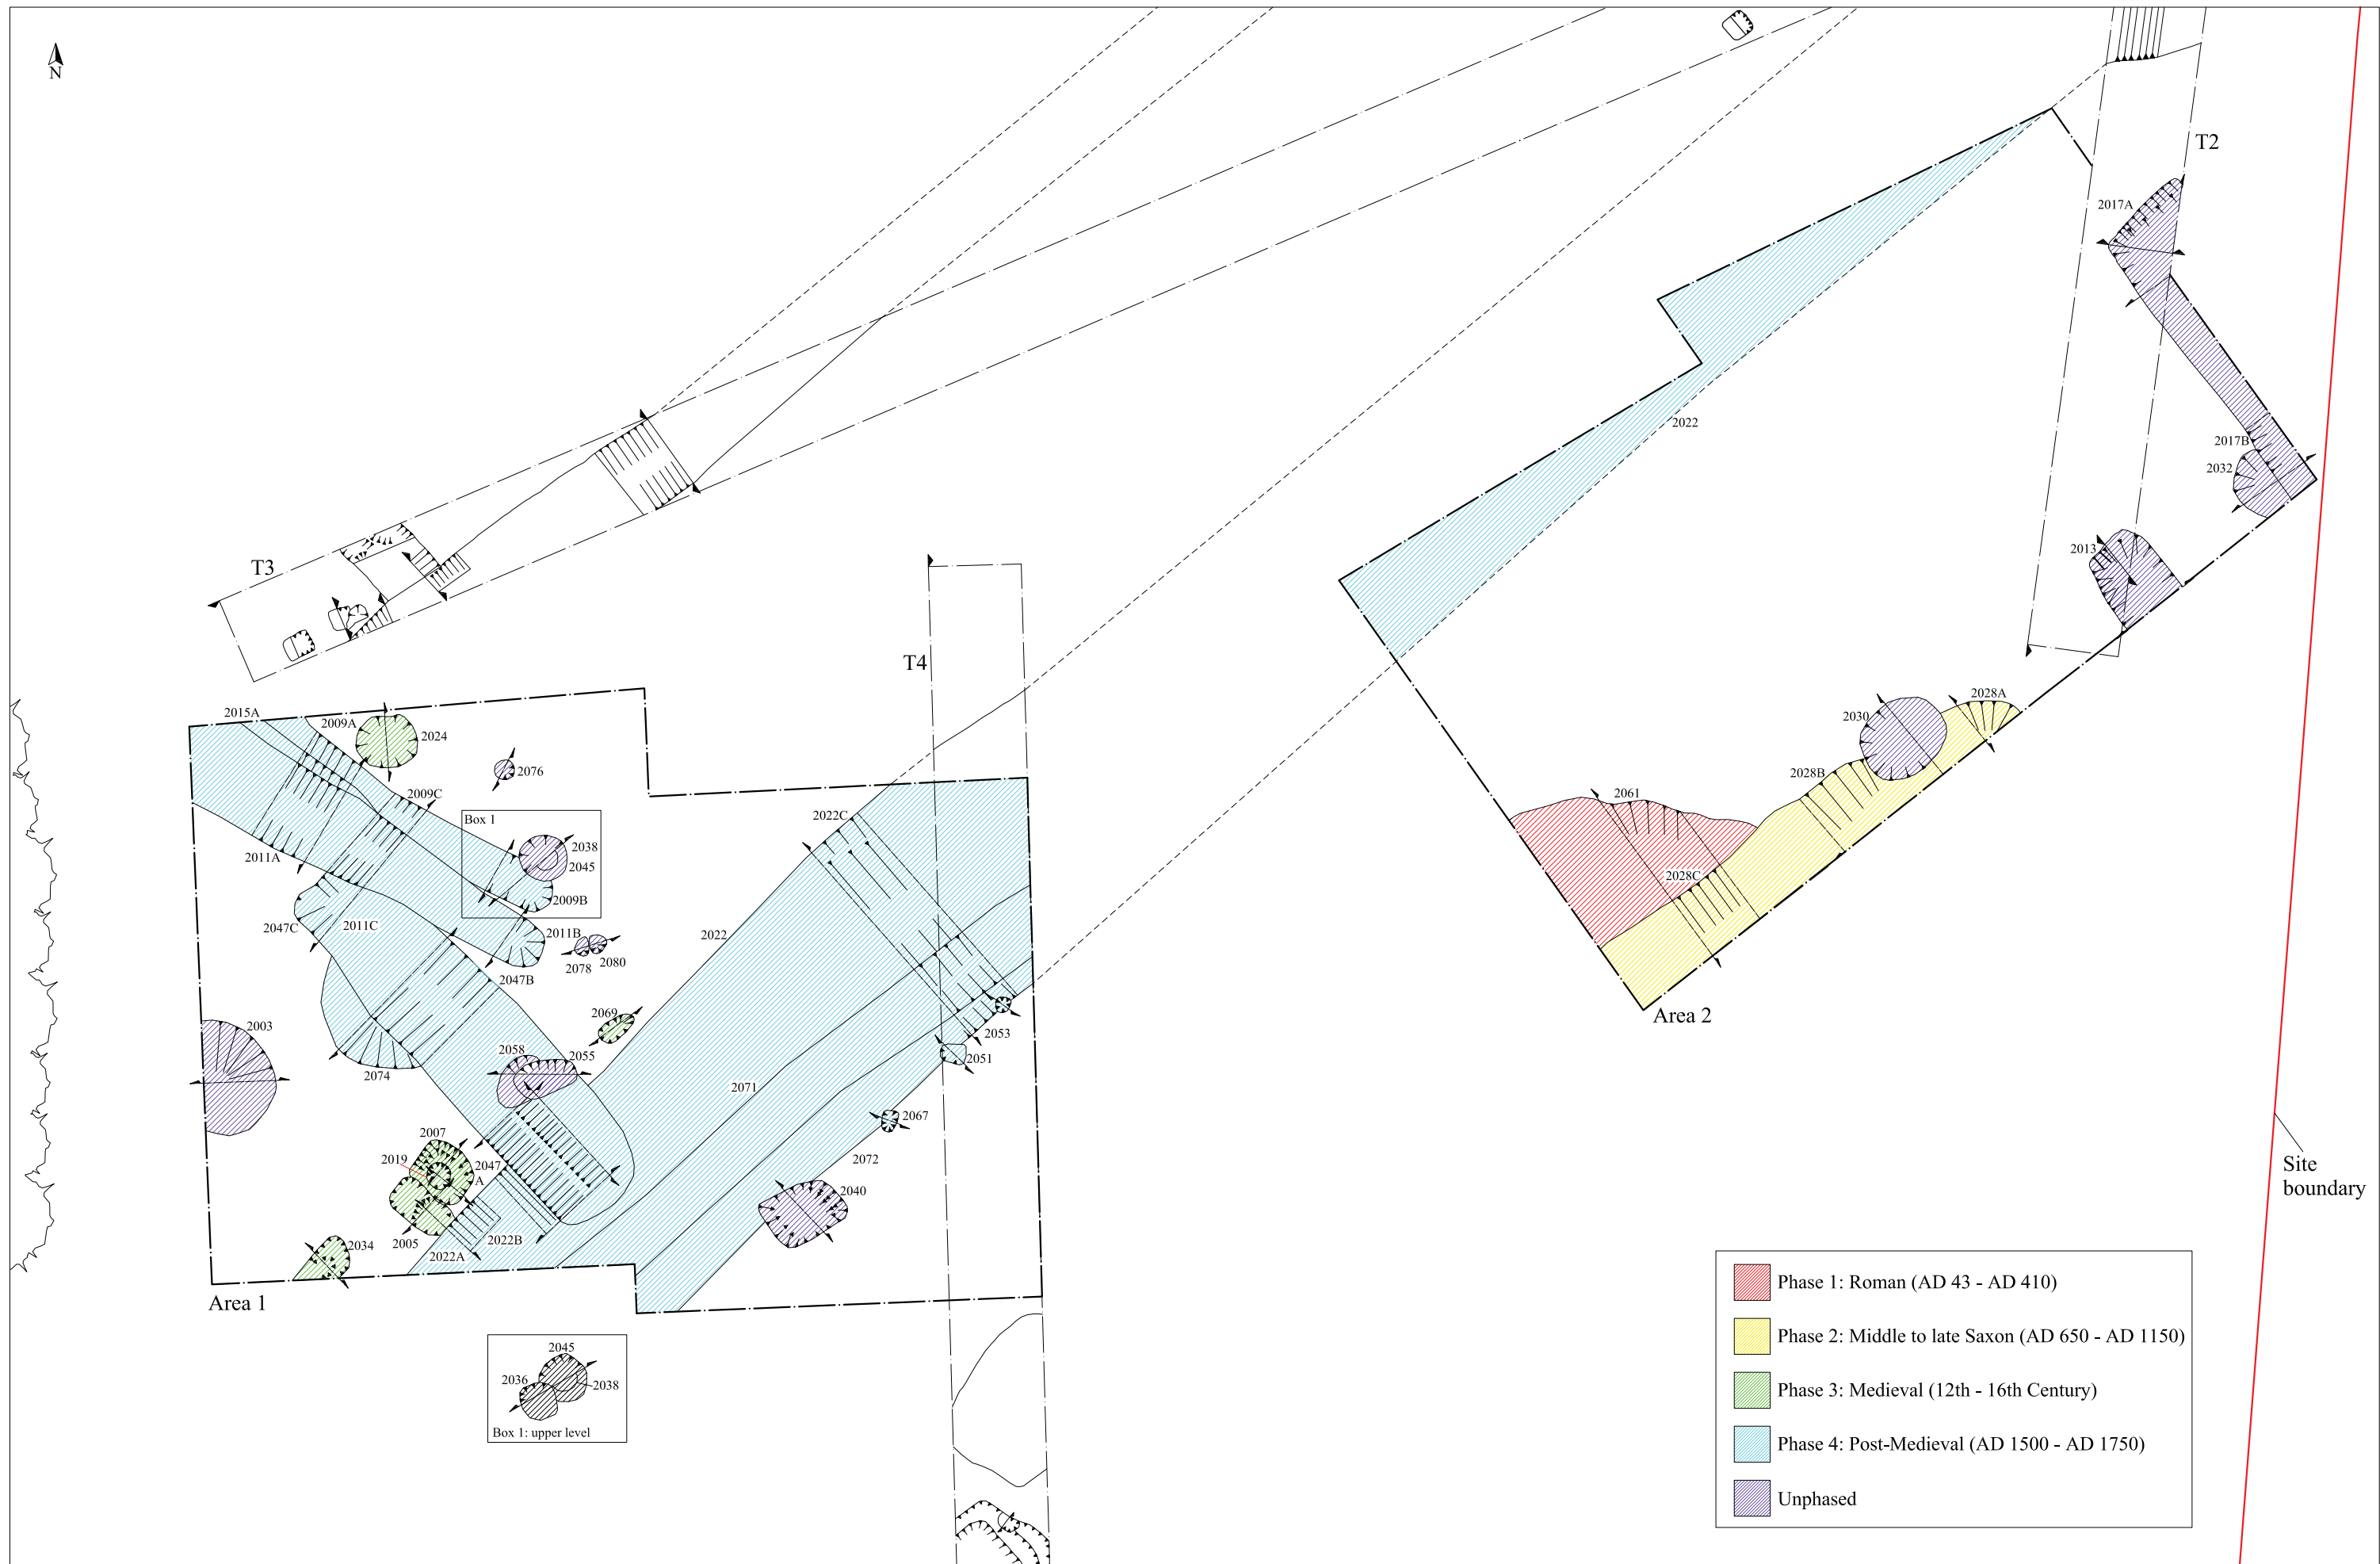 N
T2
2017A
2022
2017B
2032
2013
T3
T4
2015A
2009A
2024
2076
2009C
Box 1
2038
2045
2011A
2009B
2022C
2047C
2011C
2011B
2078
2080
2047B
2022
2003
2069
2053
2058
2055
2051
2074
2071
2067
2007
2019
2047
A
2072
2040
2034
2005
2022A
2022B
Area 1
2028A
2030
2028B
2061
2028C
Area 2
Site
boundary
2045
2036
2038
Box 1: upper level
Phase 1: Roman (AD 43 - AD 410)
Phase 2: Middle to late Saxon (AD 650 - AD 1150)
Phase 3: Medieval (12th - 16th Century)
Phase 4: Post-Medieval (AD 1500 - AD 1750)
Unphased